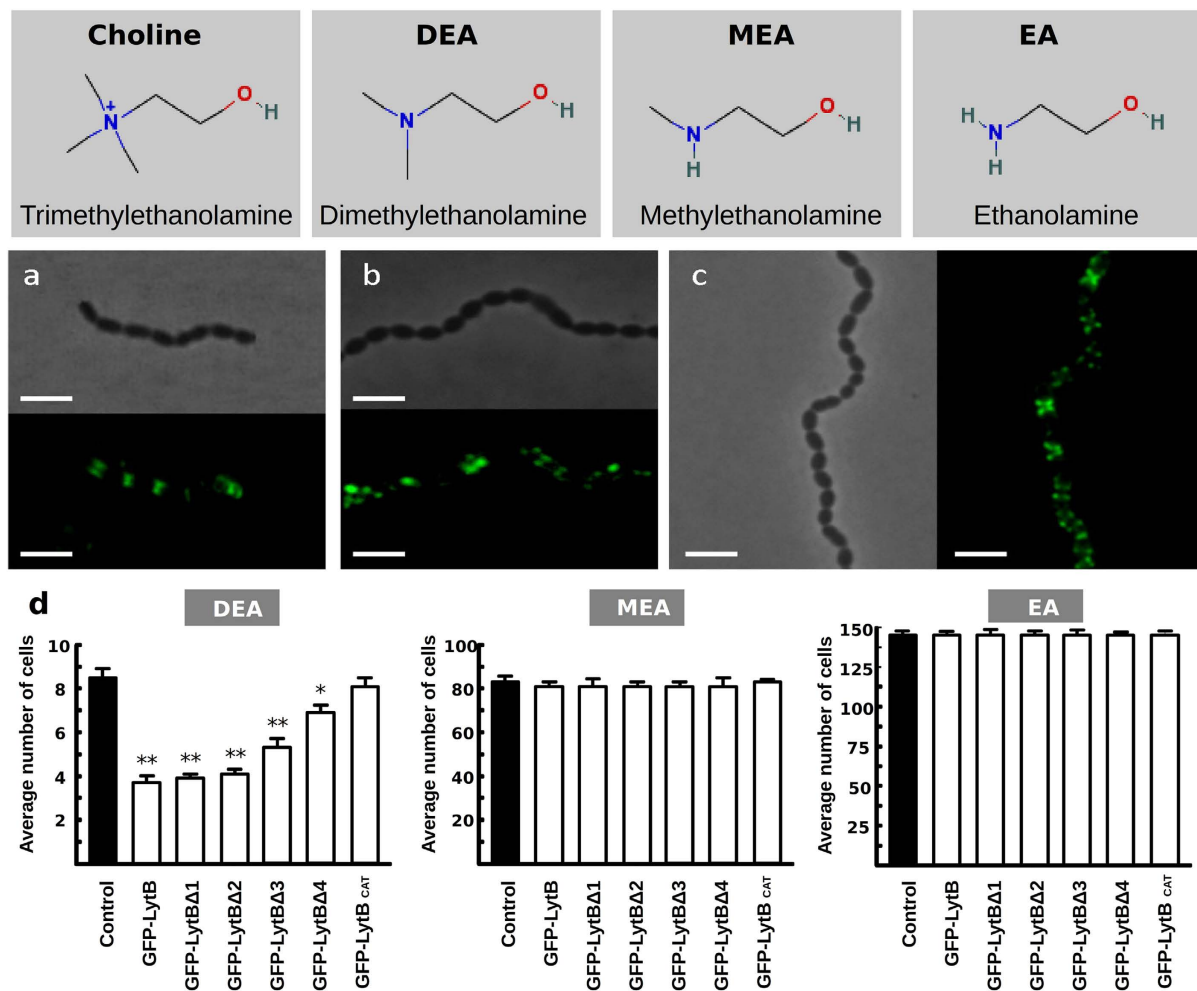 Choline
DEA
MEA
EA
N
+
O
H
N
O
H
N
H
O
H
H
N
H
O
H
Trimethylethanolamine
Dimethylethanolamine
Methylethanolamine
Ethanolamine
a
b
c
d
DEA
Average number of cells
10
8
6
4
2
**
**
**
**
*
Control
GFP-LytB
GFP-LytBΔ1
GFP-LytBΔ2
GFP-LytBΔ3
GFP-LytBΔ4
GFP-LytB CAT
MEA
Average number of cells
100
80
60
40
20
Control
GFP-LytB
GFP-LytBΔ1
GFP-LytBΔ2
GFP-LytBΔ3
GFP-LytBΔ4
GFP-LytB CAT
EA
Average number of cells
150
125
100
75
50
25
Control
GFP-LytB
GFP-LytBΔ1
GFP-LytBΔ2
GFP-LytBΔ3
GFP-LytBΔ4
GFP-LytB CAT